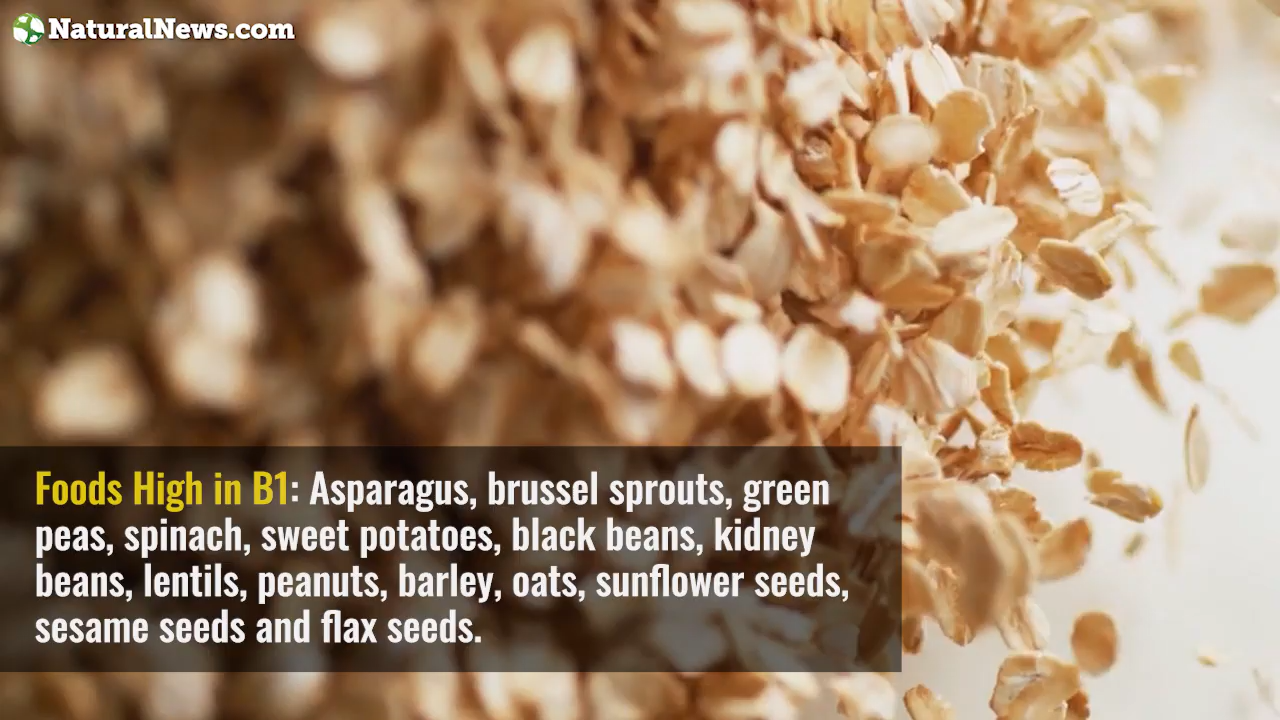 NaturalNews.com
Foods High in B1: Asparagus, brussel sprouts, green
peas, spinach, sweet potatoes, black beans, kidney
beans, lentils, peanuts, barley, oats, sunflower seeds,
sesame seeds and flax seeds.